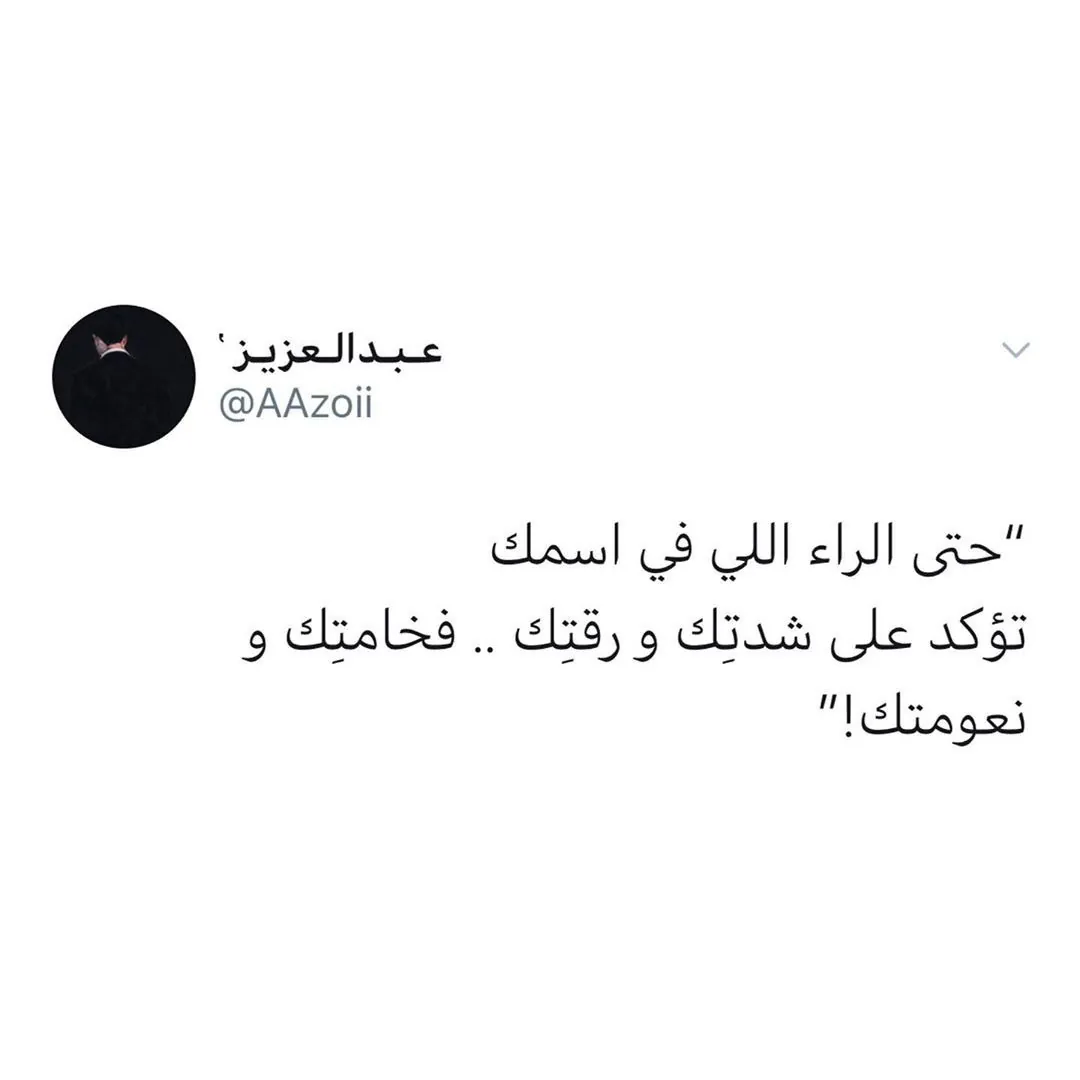 عـبـدالـعزيـز ʿ
@AAzoii
“حتى الراء اللي في اسمك
تؤكد على شدتِك و رقتِك .. فخامتِك و
نعومتك!”